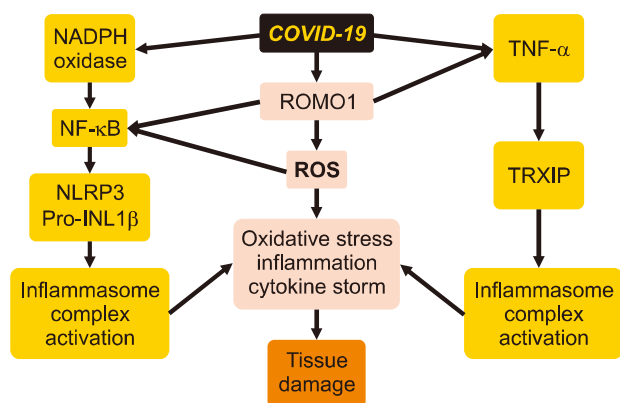 COVID-19
NADPH
oxidase
TNF-α
ROMO1
NF-κB
ROS
TRXIP
NLRP3
Pro-INL1β
Oxidative stress
inflammation
cytokine storm
Inflammasome
complex
activation
Inflammasome
complex
activation
Tissue
damage